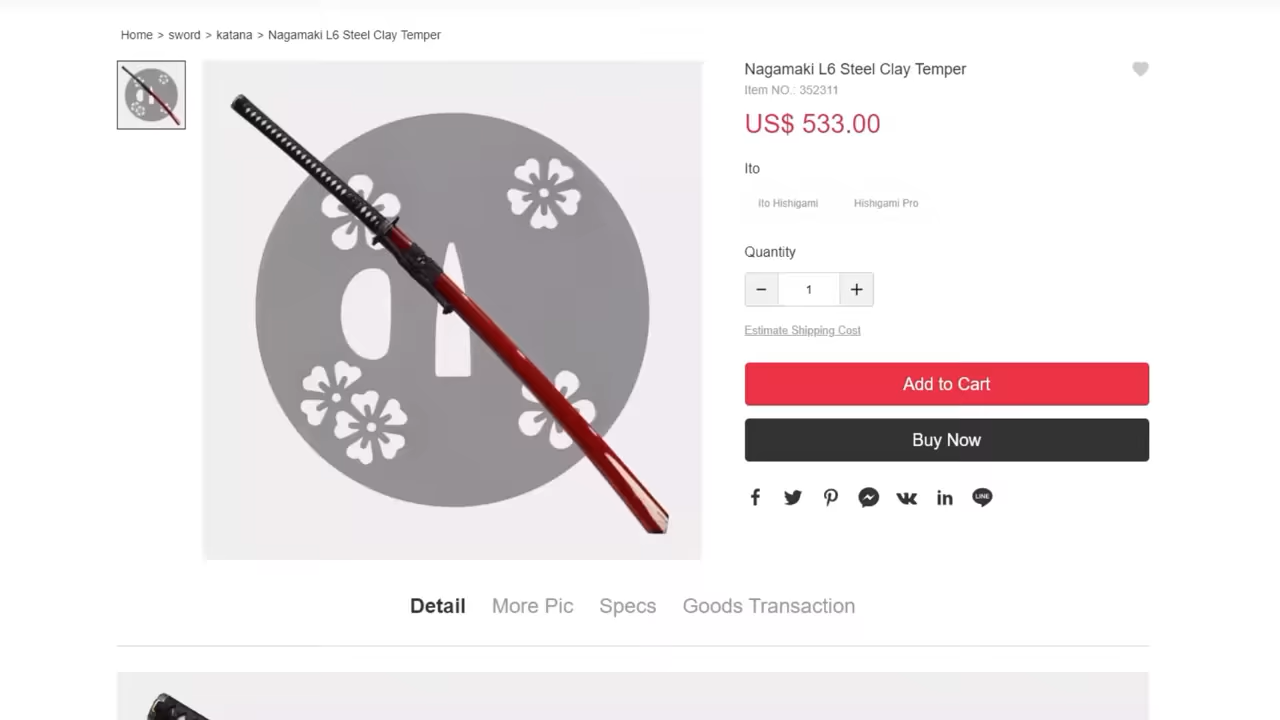 Home > sword > katana > Nagamaki L6 Steel Clay Temper
Nagamaki L6 Steel Clay Temper
Item NO.: 352311
US$ 533.00
Ito
Ito Hishigami Hishigami Pro
Quantity
− 1 +
Estimate Shipping Cost
Add to Cart
Buy Now
LINE
Detail More Pic Specs Goods Transaction